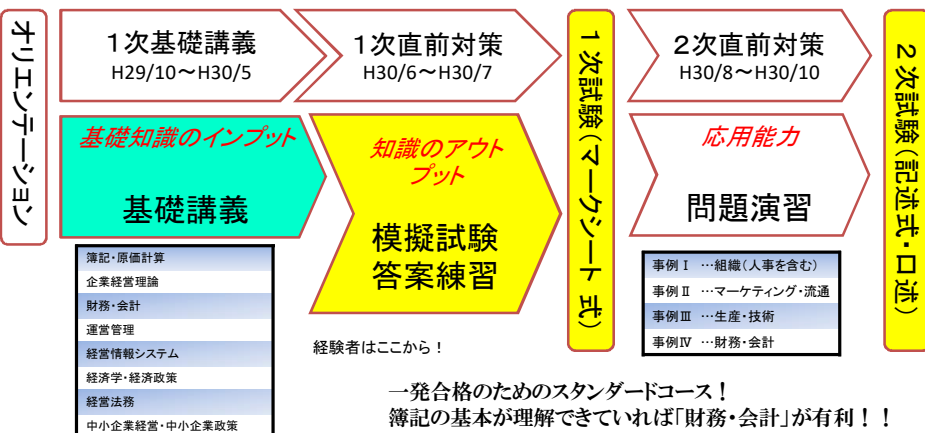 オリエンテーション
1次基礎講義
H29/10～H30/5
1次直前対策
H30/6～H30/7
1次試験(マークシート 式)
2次直前対策
H30/8～H30/10
2次試験(記述式・口述)
基礎知識のインプット
基礎講義
知識のアウト
プット
模擬試験
答案練習
応用能力
問題演習
簿記・原価計算
企業経営理論
財務・会計
運営管理
経営情報システム
経済学・経済政策
経営法務
中小企業経営・中小企業政策
経験者はここから！
事例Ⅰ …組織(人事を含む)
事例Ⅱ …マーケティング・流通
事例Ⅲ …生産・技術
事例Ⅳ …財務・会計
一発合格のためのスタンダードコース！
簿記の基本が理解できていれば「財務・会計」が有利！！